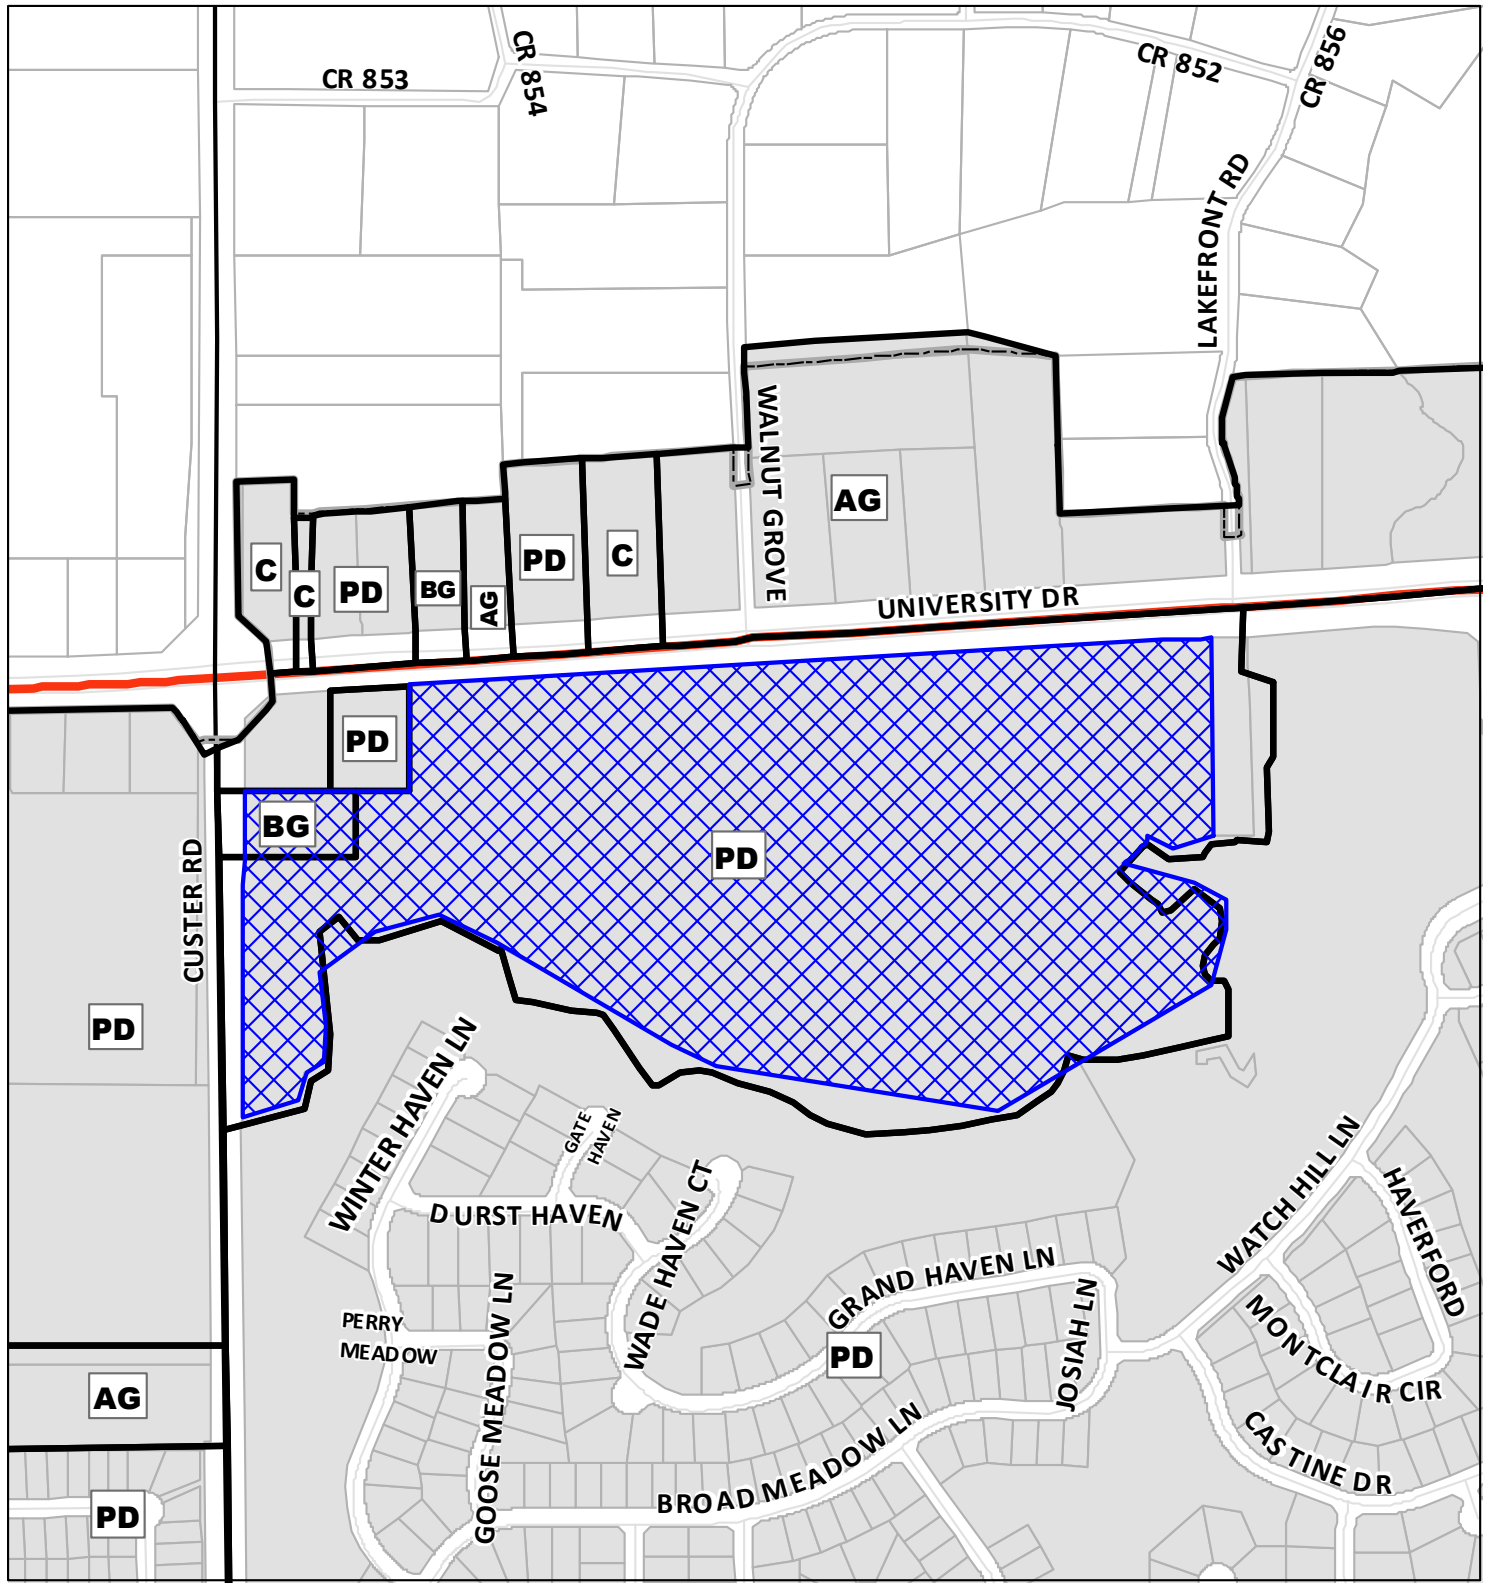 CR 853
CR 854
CR 852
CR 856
LAKEFRONT RD
WALNUT GROVE
AG
C
C
PD
BG
AG
PD
C
UNIVERSITY DR
PD
BG
PD
CUSTER RD
PD
WINTER HAVEN LN
GATE
HAVEN
DURST HAVEN
WADE HAVEN CT
WATCH HILL LN
HAVERFORD
GRAND HAVEN LN
JOSIAH LN
MONTCLAIR CIR
PERRY
MEADOW
GOOSE MEADOW LN
PD
AG
BROAD MEADOW LN
CASTINE DR
PD